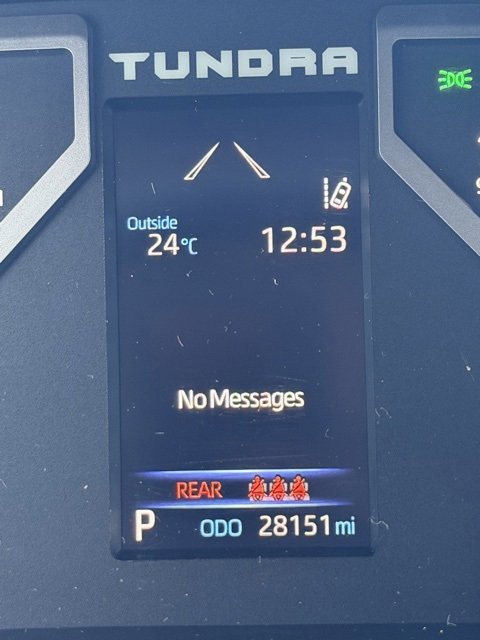 TUNDRA
Outside
24°C 12:53
No Messages
REAR
P ODO 28151 mi